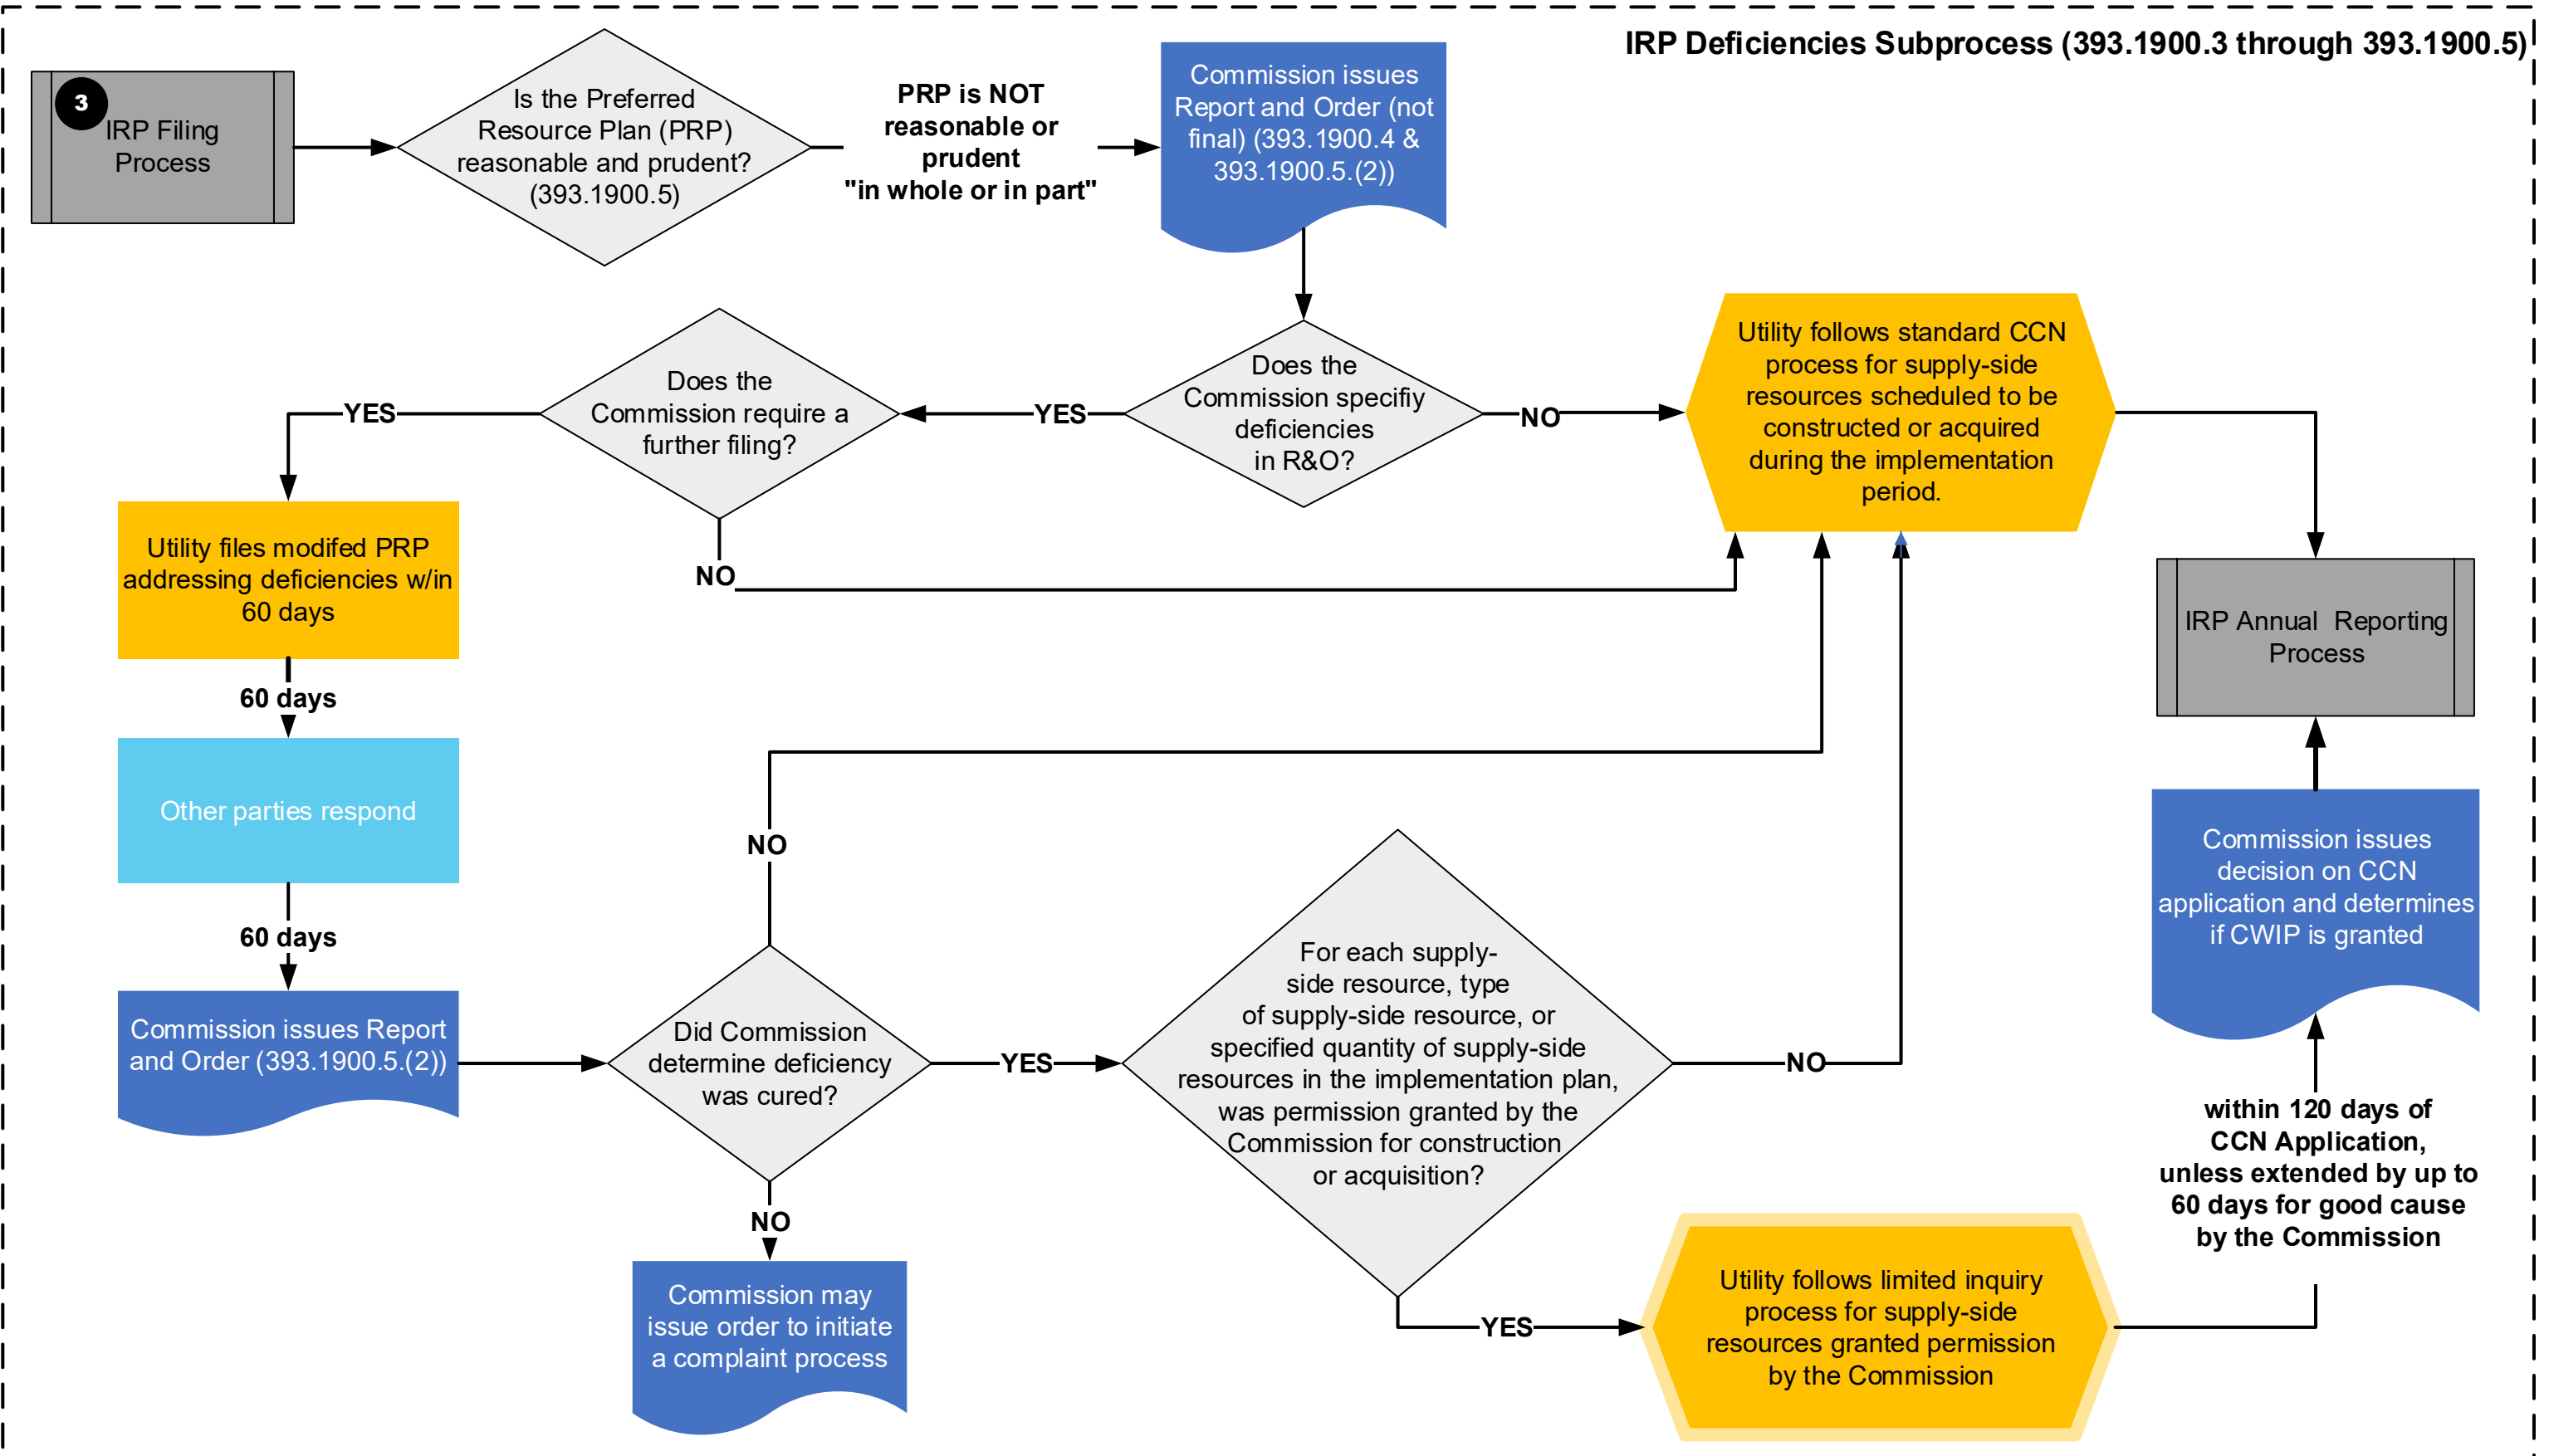 IRP Deficiencies Subprocess (393.1900.3 through 393.1900.5)
3
IRP Filing
Process
Is the Preferred
Resource Plan (PRP)
reasonable and prudent?
(393.1900.5)
PRP is NOT
reasonable or
prudent
"in whole or in part"
Commission issues
Report and Order (not
final) (393.1900.4 &
393.1900.5.(2))
Does the
Commission specifiy
deficiencies
in R&O?
YES
NO
Does the
Commission require a
further filing?
YES
NO
Utility follows standard CCN
process for supply-side
resources scheduled to be
constructed or acquired
during the implementation
period.
Utility files modifed PRP
addressing deficiencies w/in
60 days
60 days
Other parties respond
60 days
Commission issues Report
and Order (393.1900.5.(2))
Did Commission
determine deficiency
was cured?
NO
YES
NO
Commission may
issue order to initiate
a complaint process
For each supply-
side resource, type
of supply-side resource, or
specified quantity of supply-side
resources in the implementation plan,
was permission granted by the
Commission for construction
or acquisition?
NO
YES
Utility follows limited inquiry
process for supply-side
resources granted permission
by the Commission
within 120 days of
CCN Application,
unless extended by up to
60 days for good cause
by the Commission
Commission issues
decision on CCN
application and determines
if CWIP is granted
IRP Annual  Reporting
Process